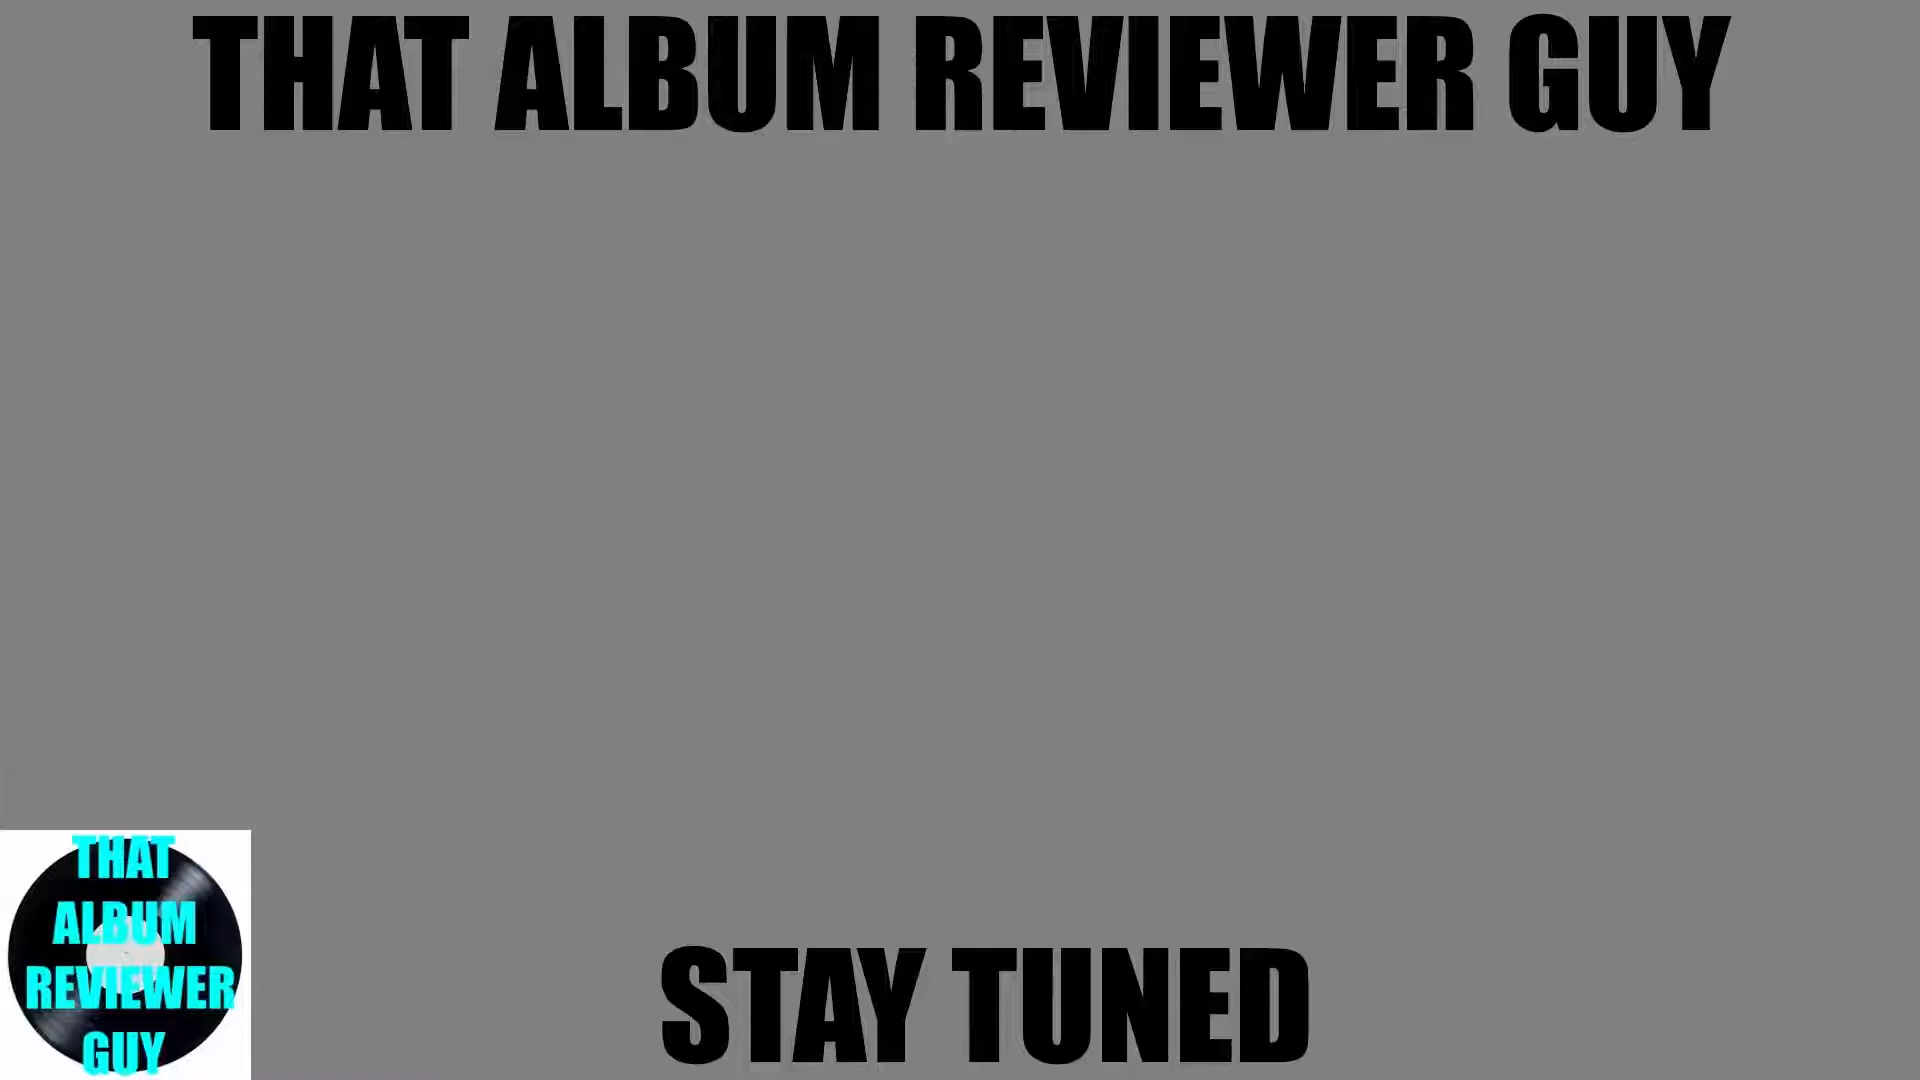 THAT ALBUM REVIEWER GUY
THAT
ALBUM
REVIEWER
GUY
STAY TUNED